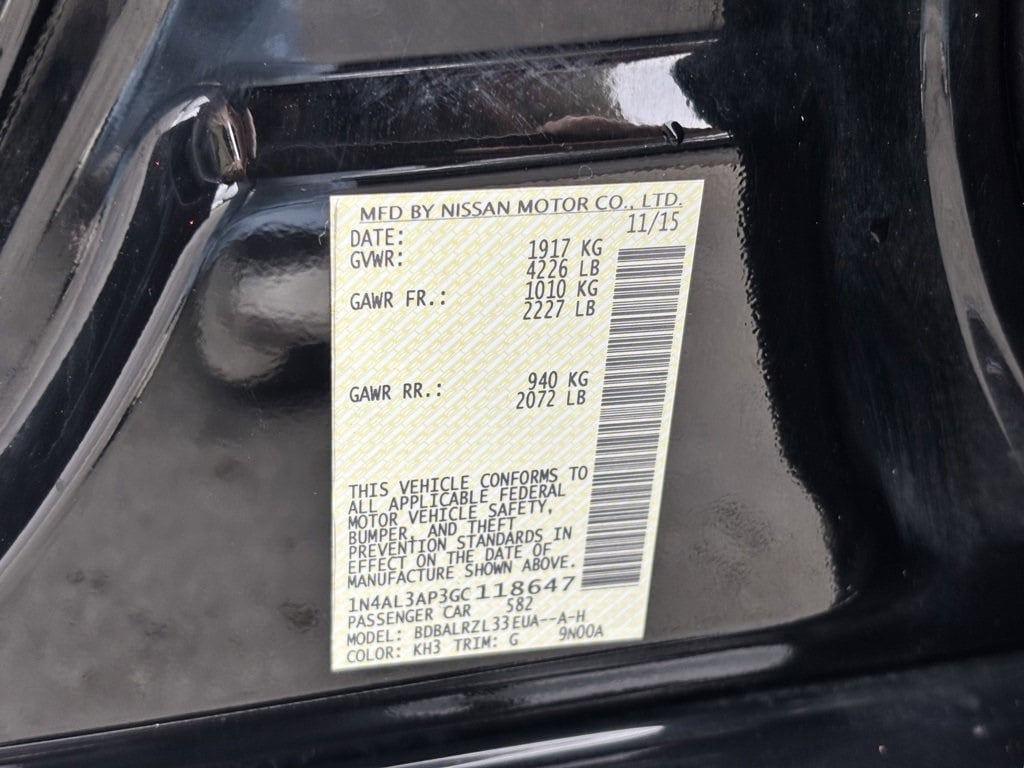 MFD BY NISSAN MOTOR CO., LTD.
DATE: 11/15
GVWR: 1917 KG
4226 LB
GAWR FR.: 1010 KG
2227 LB
GAWR RR.: 940 KG
2072 LB
THIS VEHICLE CONFORMS TO
ALL APPLICABLE FEDERAL
MOTOR VEHICLE SAFETY,
BUMPER, AND THEFT
PREVENTION STANDARDS IN
EFFECT ON THE DATE OF
MANUFACTURE SHOWN ABOVE.
1N4AL3AP3GC118647
PASSENGER CAR 582
MODEL: BDBALRZL33EUA--A-H
COLOR: KH3 TRIM: G 9N00A